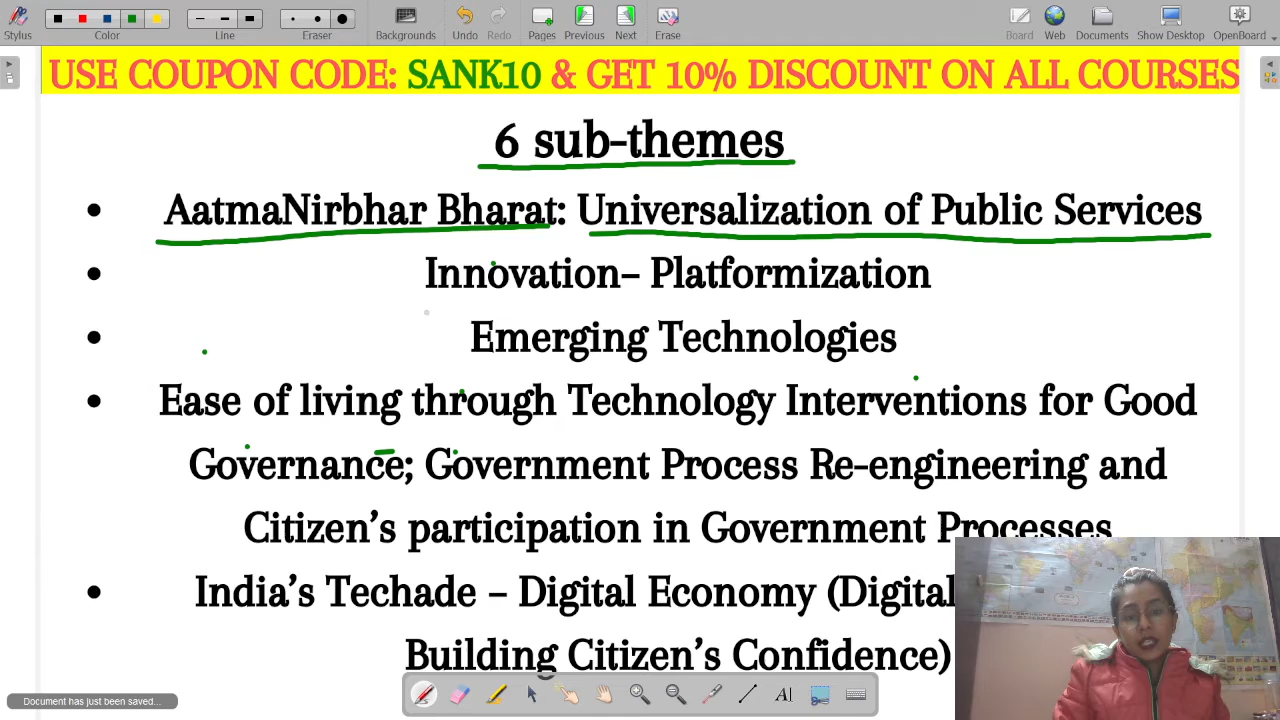 Stylus Color Line Eraser Backgrounds Undo Redo Pages Previous Next Erase Board Web Documents Show Desktop OpenBoard
USE COUPON CODE: SANK10 & GET 10% DISCOUNT ON ALL COURSES
6 sub-themes
• AatmaNirbhar Bharat: Universalization of Public Services
• Innovation– Platformization
• Emerging Technologies
• Ease of living through Technology Interventions for Good
Governance; Government Process Re-engineering and
Citizen’s participation in Government Processes
• India’s Techade – Digital Economy (Digital
Building Citizen’s Confidence)
Document has just been saved...